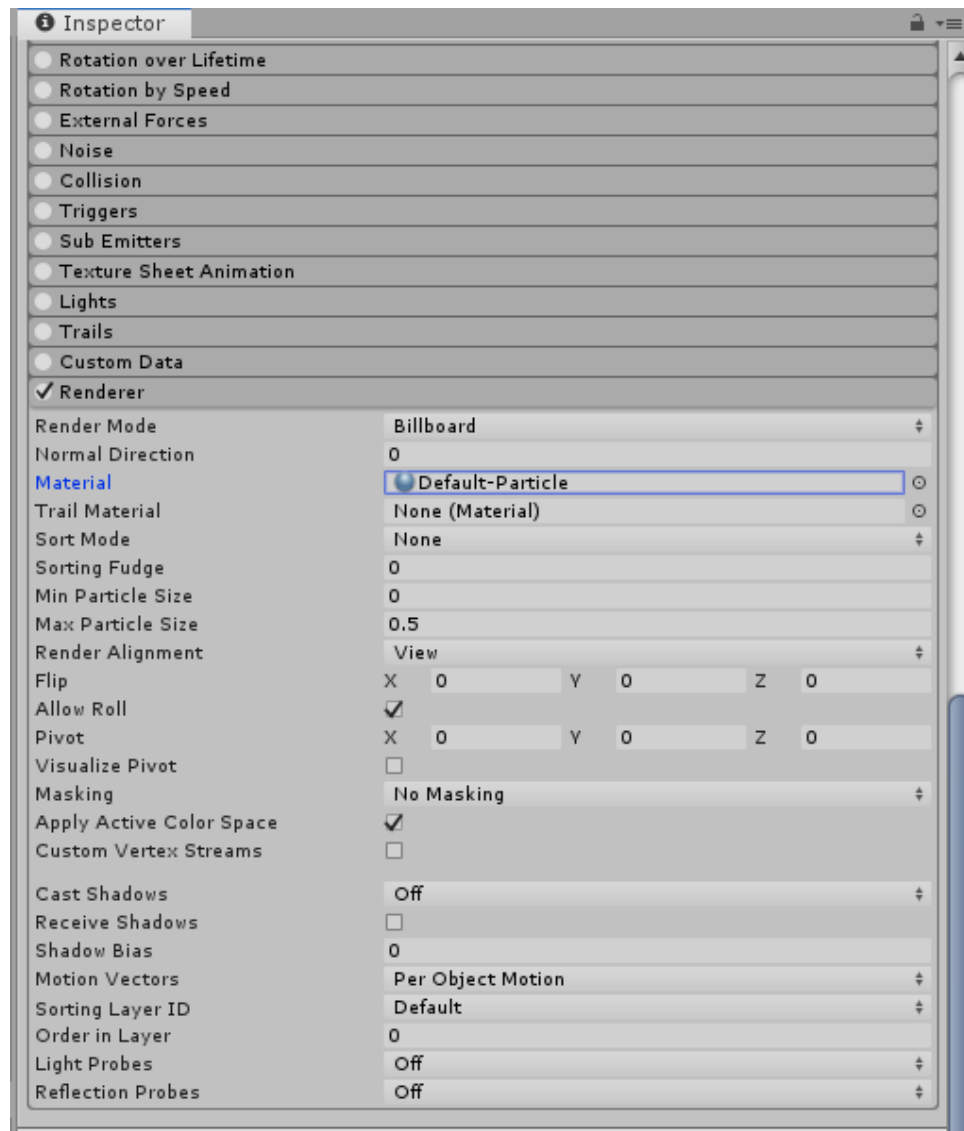 Inspector
Rotation over Lifetime
Rotation by Speed
External Forces
Noise
Collision
Triggers
Sub Emitters
Texture Sheet Animation
Lights
Trails
Custom Data
Renderer
Render Mode Billboard
Normal Direction 0
Material Default-Particle
Trail Material None (Material)
Sort Mode None
Sorting Fudge 0
Min Particle Size 0
Max Particle Size 0.5
Render Alignment View
Flip X 0 Y 0 Z 0
Allow Roll
Pivot X 0 Y 0 Z 0
Visualize Pivot
Masking No Masking
Apply Active Color Space
Custom Vertex Streams
Cast Shadows Off
Receive Shadows
Shadow Bias 0
Motion Vectors Per Object Motion
Sorting Layer ID Default
Order in Layer 0
Light Probes Off
Reflection Probes Off